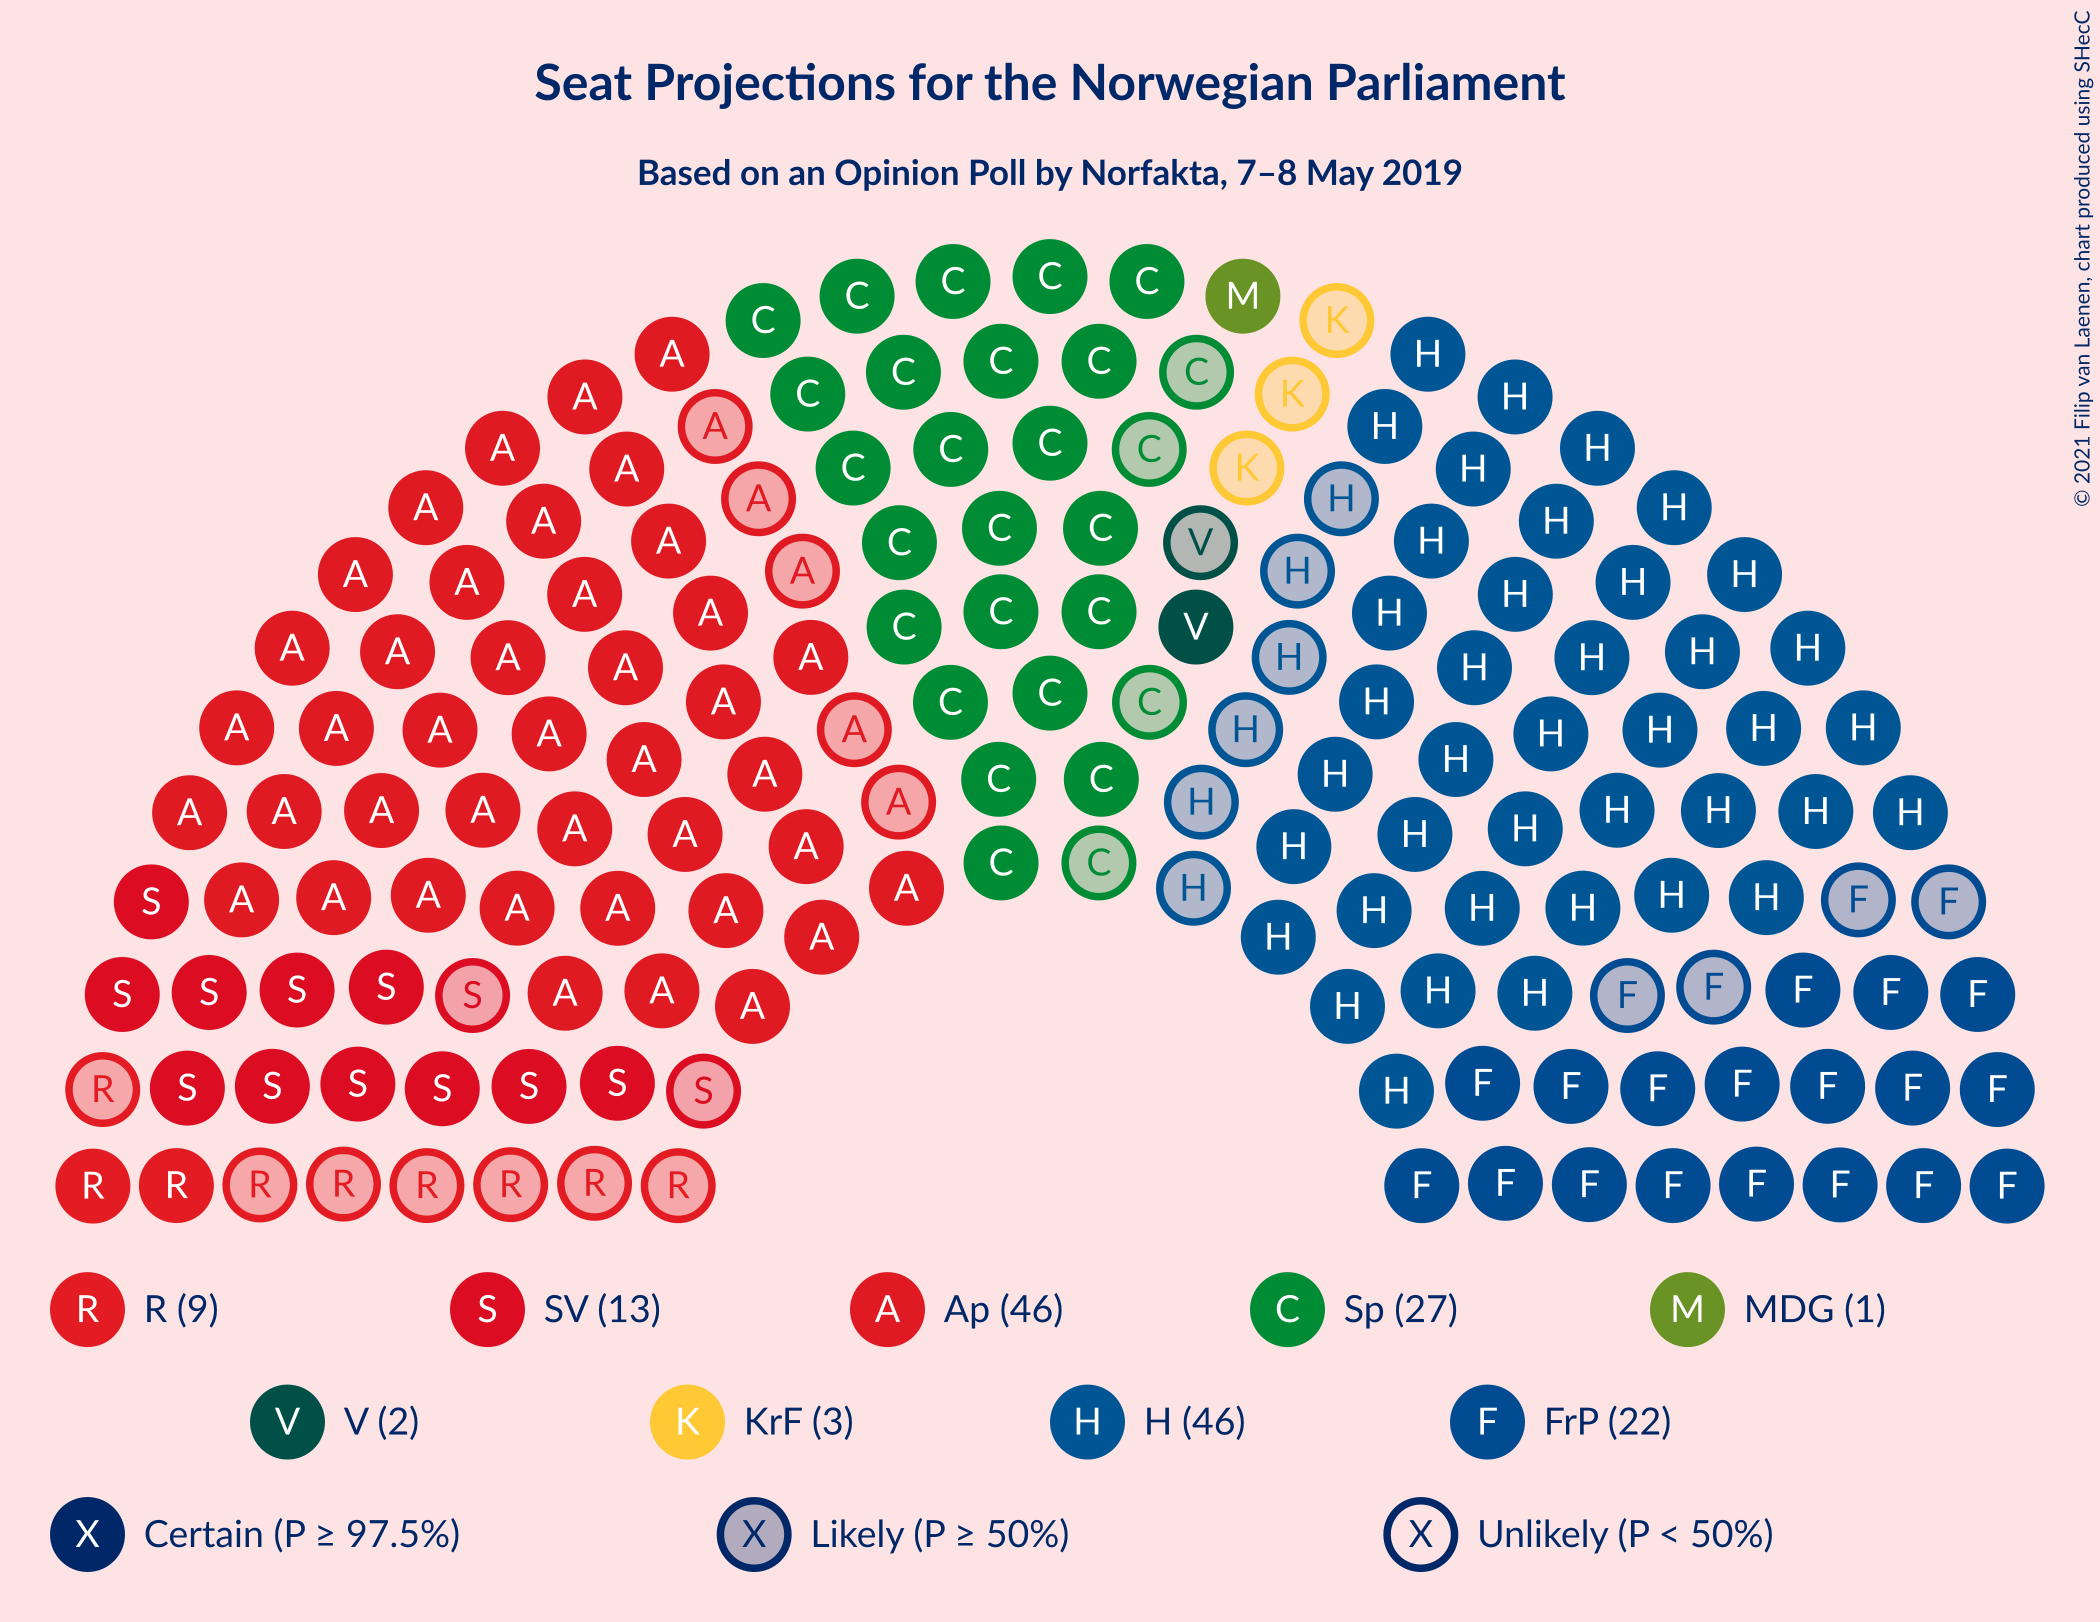 Seat Projections for the Norwegian Parliament
Based on an Opinion Poll by Norfakta, 7–8 May 2019
© 2021 Filip van Laenen, chart produced using SHecC
C C C C C M K
A C C C C C K H
A A C C C C K H H
A A A C C C V H H H
A A A A C C C V H H H H
A A A A A C C C H H H H H
A A A A A A C C H H H H H H
A A A A A A A C C H H H H H H H
A A A A A A A H H H H H H H
A A A A A A A H H H H H H H
S A A A A A A A H H H H H H F F
S S S S S A A A H H H F F F F F
R S S S S S S S H F F F F F F F
R R R R R R R R F F F F F F F F
R R (9) S SV (13) A Ap (46) C Sp (27) M MDG (1)
V V (2) K KrF (3) H H (46) F FrP (22)
X Certain (P ≥ 97.5%) X Likely (P ≥ 50%) X Unlikely (P < 50%)